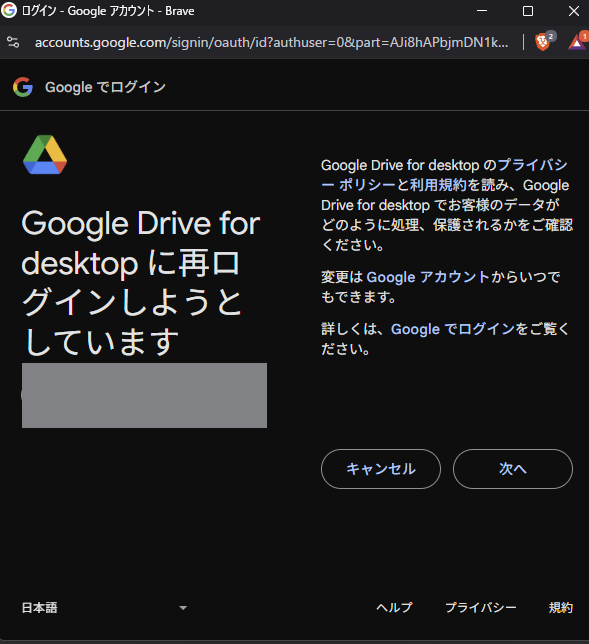 ログイン - Google アカウント - Brave
accounts.google.com/signin/oauth/id?authuser=0&part=AJi8hAPbjmDN1k...
2
1
Google でログイン
Google Drive for
desktop に再ロ
グインしようと
しています
Google Drive for desktop のプライバシ
ー ポリシーと利用規約を読み、Google
Drive for desktop でお客様のデータが
どのように処理、保護されるかをご確認
ください。
変更は Google アカウントからいつで
もできます。
詳しくは、Google でログインをご覧く
ださい。
キャンセル
次へ
日本語
ヘルプ
プライバシー
規約